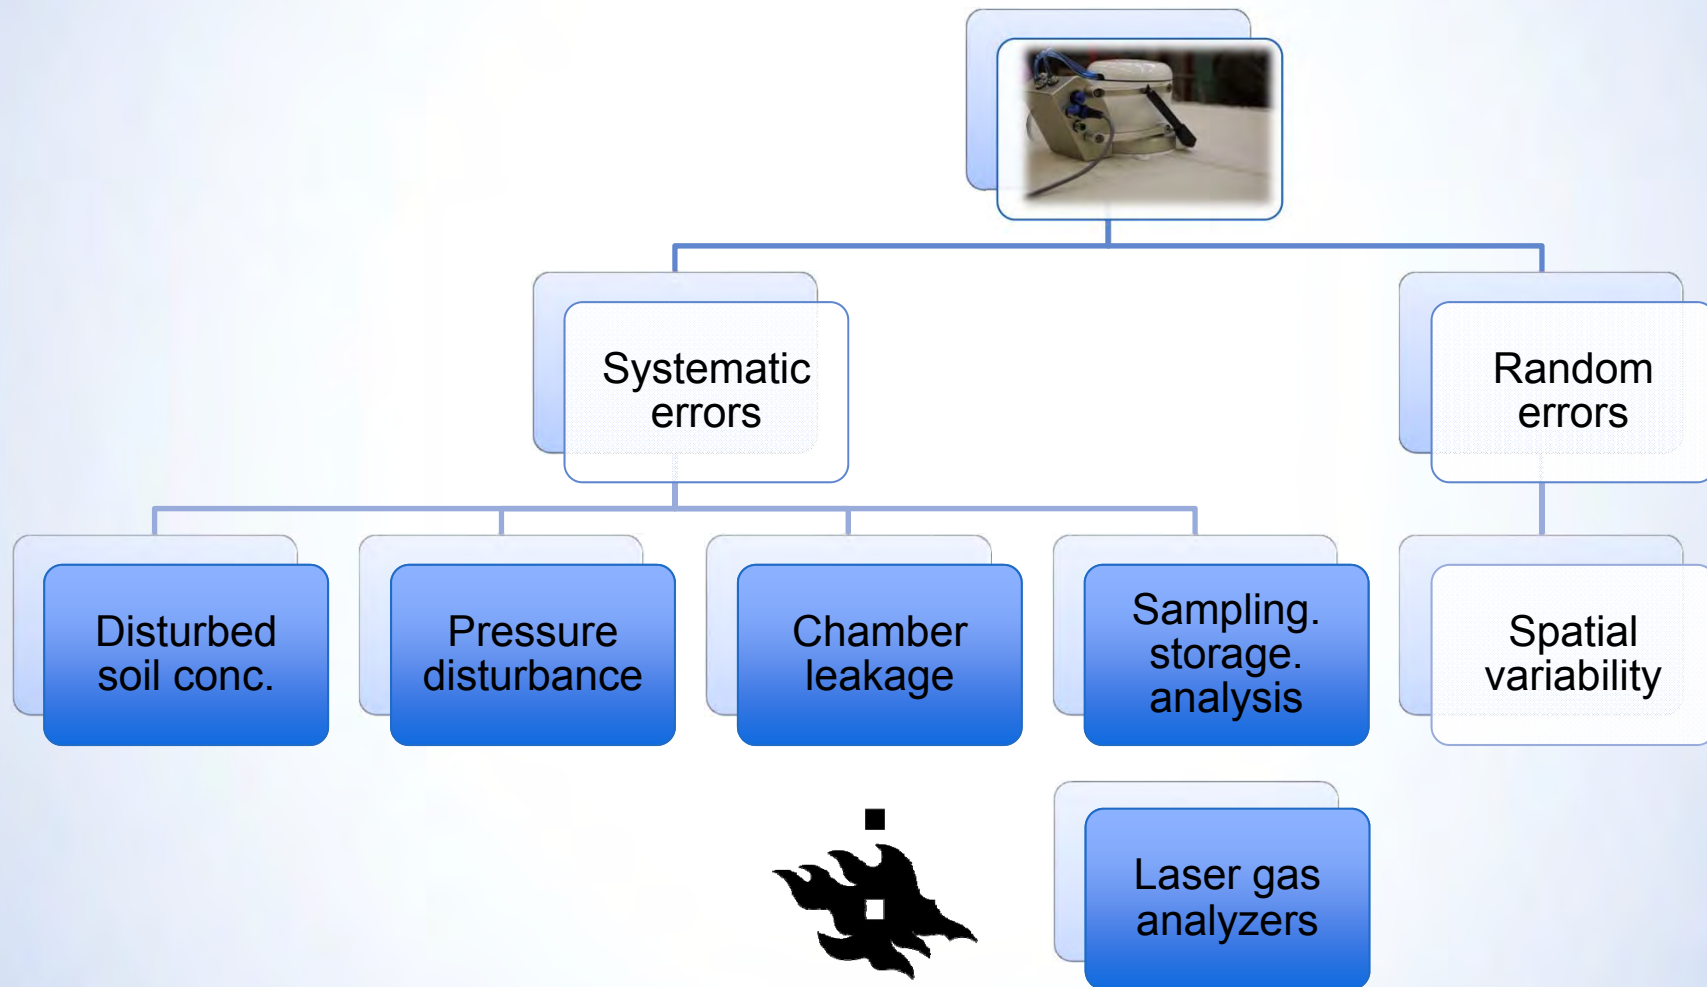 Systematic
errors
Random
errors
Disturbed
soil conc.
Pressure
disturbance
Chamber
leakage
Sampling.
storage.
analysis
Spatial
variability
Laser gas
analyzers